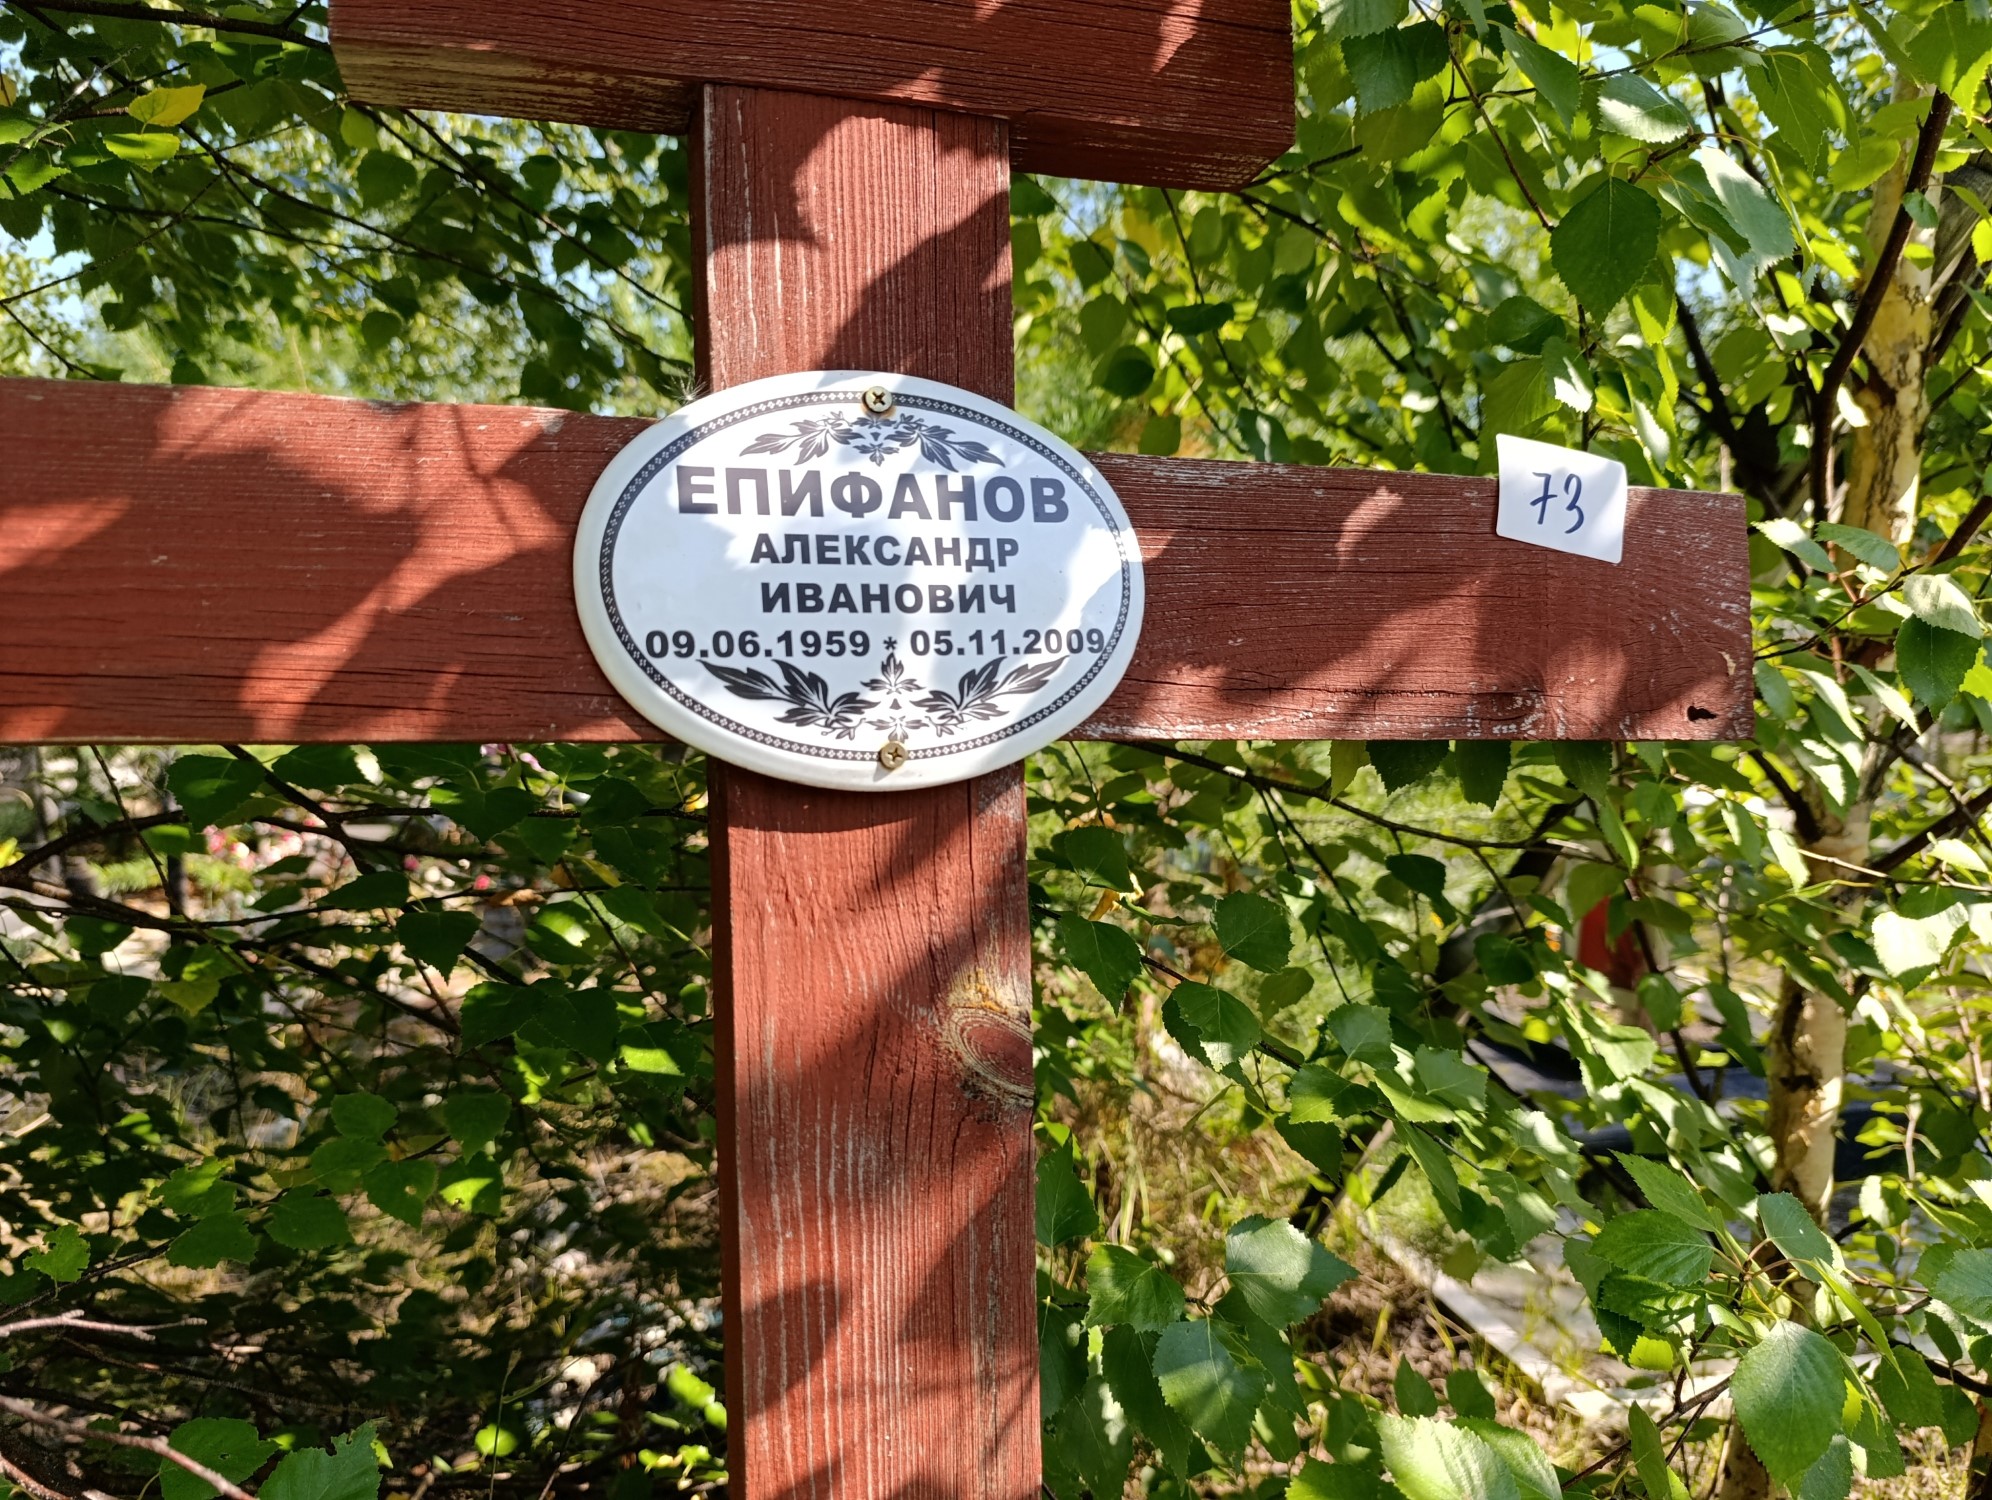 ЕПИФАНОВ
АЛЕКСАНДР
ИВАНОВИЧ
09.06.1959 * 05.11.2009
73